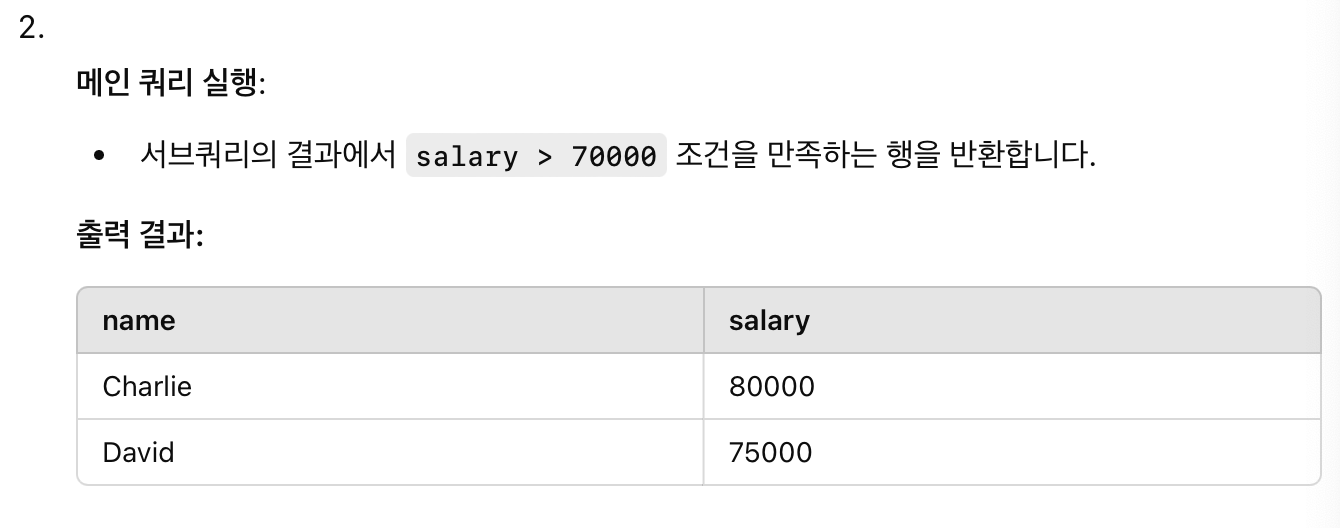 2.
메인 쿼리 실행:
• 서브쿼리의 결과에서 salary > 70000 조건을 만족하는 행을 반환합니다.
출력 결과:
name salary
Charlie 80000
David 75000